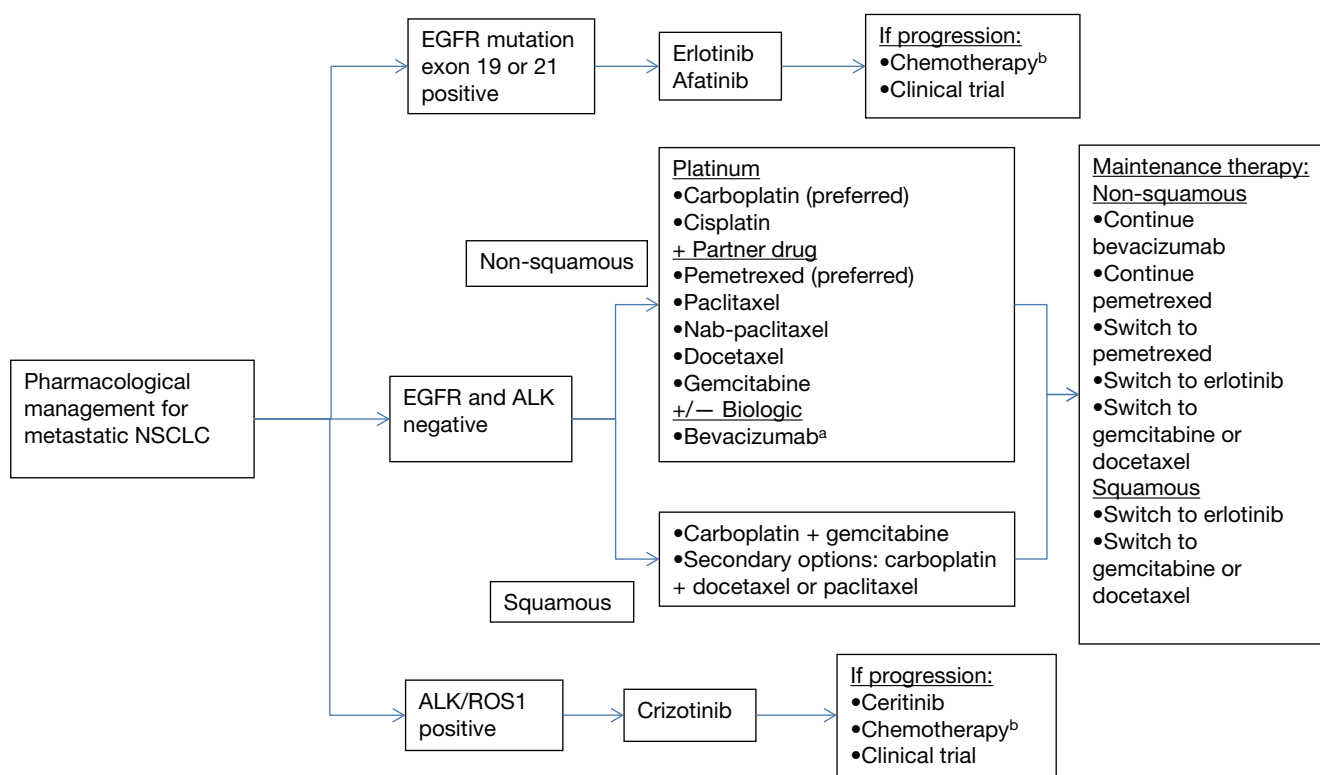 EGFR mutation
exon 19 or 21
positive
Erlotinib
Afatinib
If progression:
•Chemotherapyᵇ
•Clinical trial
Pharmacological
management for
metastatic NSCLC
EGFR and ALK
negative
Non-squamous
Platinum
•Carboplatin (preferred)
•Cisplatin
+ Partner drug
•Pemetrexed (preferred)
•Paclitaxel
•Nab-paclitaxel
•Docetaxel
•Gemcitabine
+/− Biologic
•Bevacizumabᵃ
Squamous
•Carboplatin + gemcitabine
•Secondary options: carboplatin
+ docetaxel or paclitaxel
Maintenance therapy:
Non-squamous
•Continue
bevacizumab
•Continue
pemetrexed
•Switch to
pemetrexed
•Switch to erlotinib
•Switch to
gemcitabine or
docetaxel
Squamous
•Switch to erlotinib
•Switch to
gemcitabine or
docetaxel
ALK/ROS1
positive
Crizotinib
If progression:
•Ceritinib
•Chemotherapyᵇ
•Clinical trial